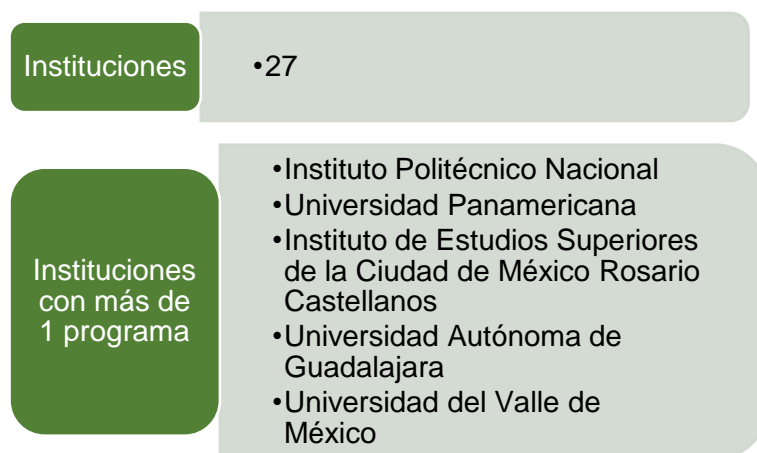 Instituciones
•27
Instituciones
con más de
1 programa
•Instituto Politécnico Nacional
•Universidad Panamericana
•Instituto de Estudios Superiores
de la Ciudad de México Rosario
Castellanos
•Universidad Autónoma de
Guadalajara
•Universidad del Valle de
México